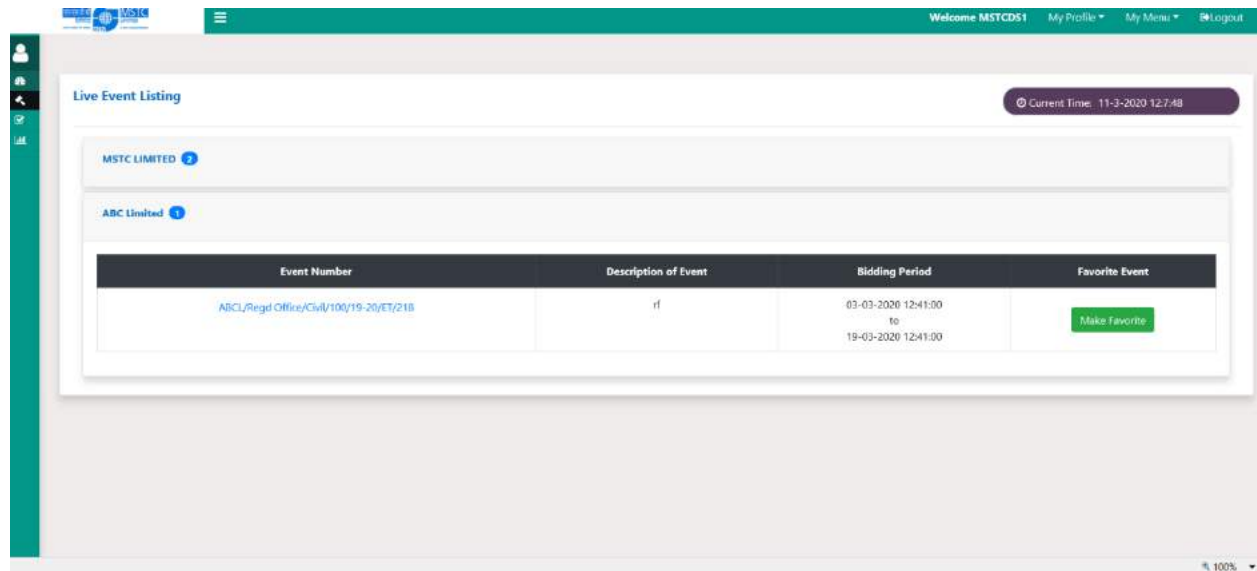 MSTC
Welcome MSTCDS1 My Profile My Menu Logout
Live Event Listing
Current Time: 11-3-2020 12:7:48
MSTC LIMITED 2
ABC Limited 1
Event Number Description of Event Bidding Period Favorite Event
ABCL/Regd Office/Civil/100/19-20/ET/218 rf 03-03-2020 12:41:00 Make Favorite
to
19-03-2020 12:41:00
100%